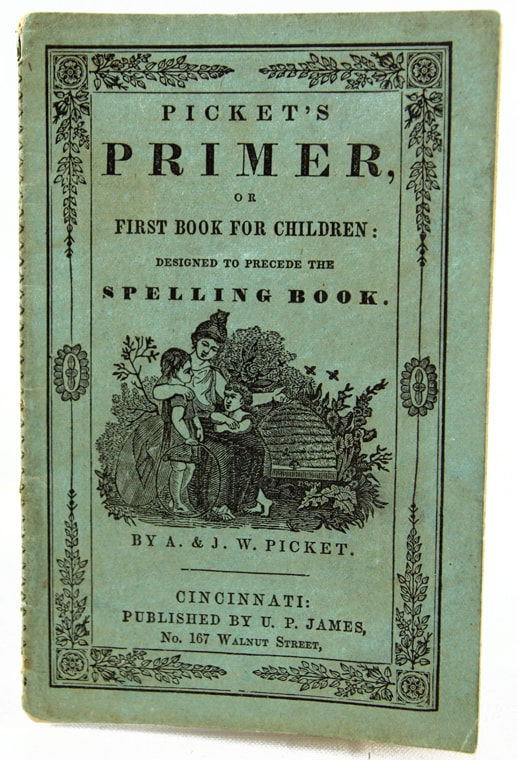 PICKET'S
PRIMER,
OR
FIRST BOOK FOR CHILDREN:
DESIGNED TO PRECEDE THE
SPELLING BOOK.
BY A. & J. W. PICKET.
CINCINNATI:
PUBLISHED BY U. P. JAMES,
No. 167 WALNUT STREET,